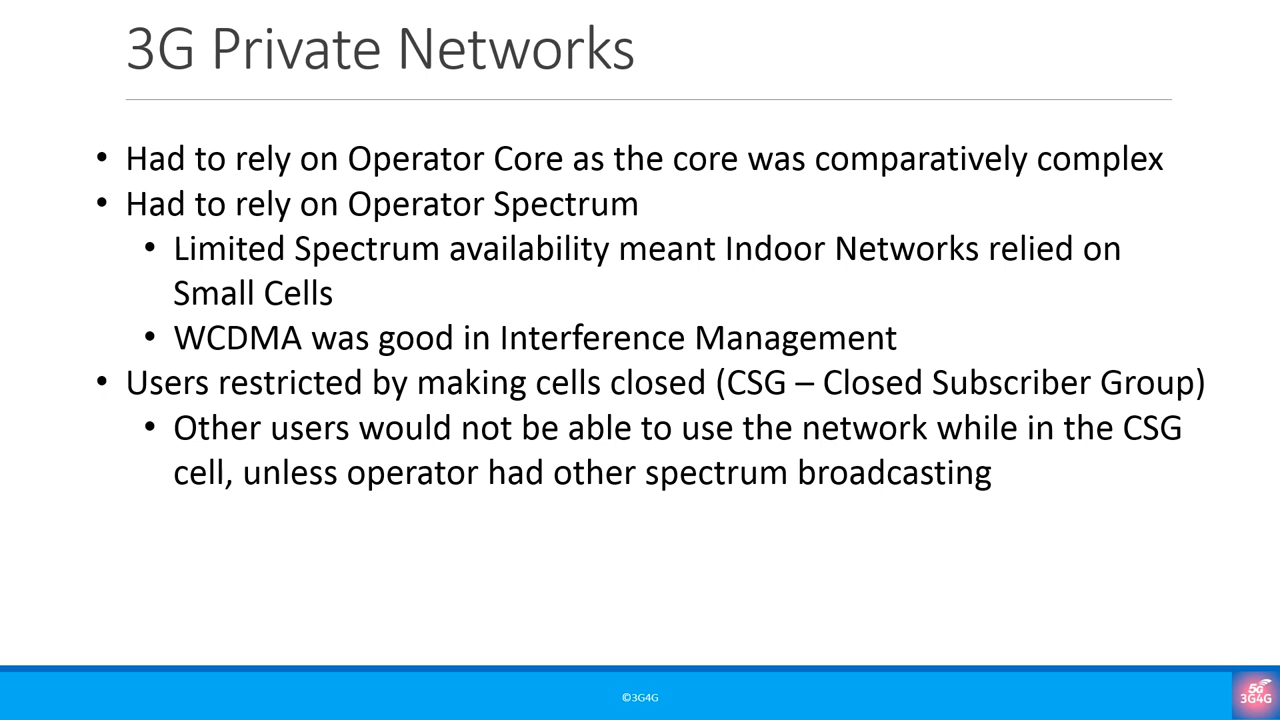 3G Private Networks
• Had to rely on Operator Core as the core was comparatively complex
• Had to rely on Operator Spectrum
• Limited Spectrum availability meant Indoor Networks relied on
Small Cells
• WCDMA was good in Interference Management
• Users restricted by making cells closed (CSG – Closed Subscriber Group)
• Other users would not be able to use the network while in the CSG
cell, unless operator had other spectrum broadcasting
©3G4G
5G
3G4G